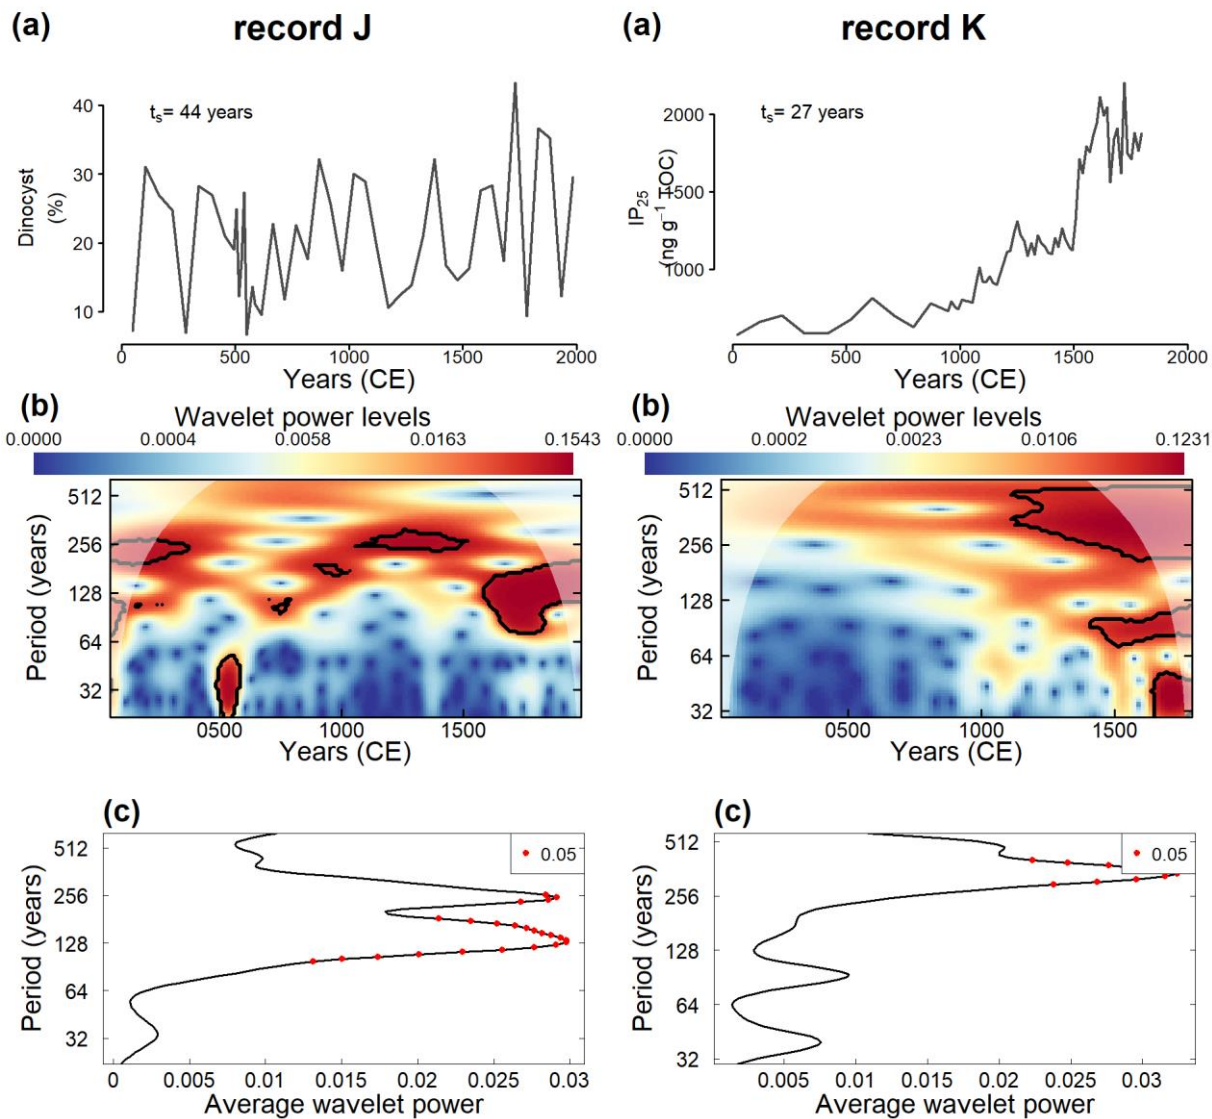 (a) record J
Dinocyst
(%)
40
30
20
10
tₛ= 44 years
0 500 1000 1500 2000
Years (CE)
(a) record K
IP₂₅
(ng g⁻¹ TOC)
2000
1500
1000
tₛ= 27 years
0 500 1000 1500 2000
Years (CE)
(b)
Wavelet power levels
0.0000 0.0004 0.0058 0.0163 0.1543
Period (years)
512
256
128
64
32
0500 1000 1500
Years (CE)
(b)
Wavelet power levels
0.0000 0.0002 0.0023 0.0106 0.1231
Period (years)
512
256
128
64
32
0500 1000 1500
Years (CE)
(c)
Period (years)
512
256
128
64
32
0.05
0 0.005 0.01 0.015 0.02 0.025 0.03
Average wavelet power
(c)
Period (years)
512
256
128
64
32
0.05
0.005 0.01 0.015 0.02 0.025 0.03
Average wavelet power